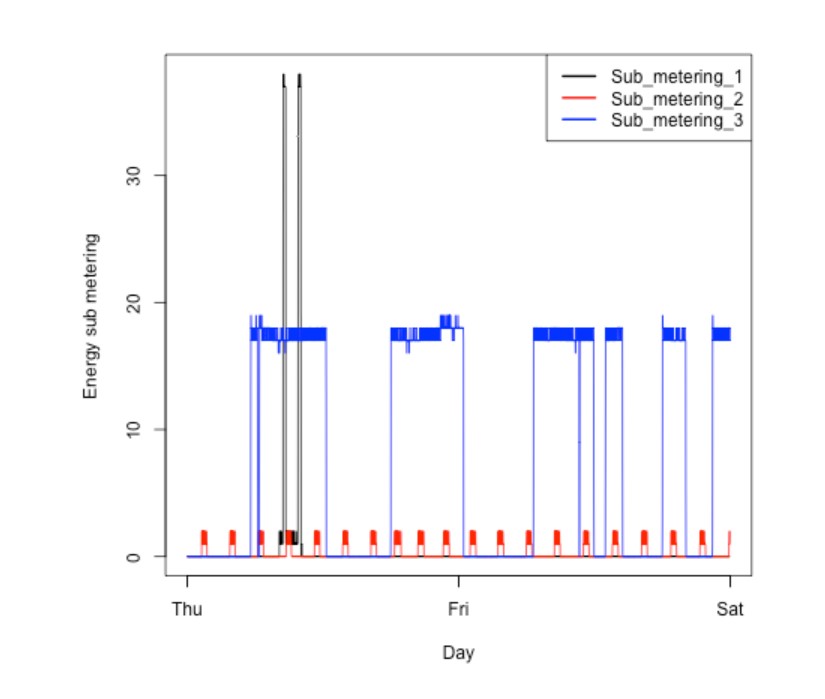 Sub_metering_1
Sub_metering_2
Sub_metering_3
30
20
10
0
Energy sub metering
Thu Fri Sat
Day